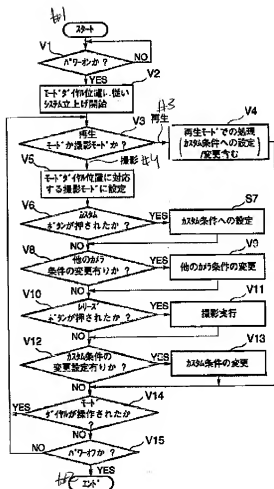 #1
スタート
V1
パワーオンか?
NO
YES
V2
モードダイヤル位置に従い
システム立上げ開始
V3
#3
再生
モードか撮影モードか?
再生
V4
再生モードでの処理
(カスタム条件への設定
/変更含む)
撮影
#4
V5
モードダイヤル位置に対応
する撮影モードに設定
V6
カスタム
ボタンが押されたか?
YES
S7
カスタム条件への設定
NO
V8
他のカメラ
条件の変更有りか?
YES
V9
他のカメラ条件の変更
NO
V10
レリーズ
ボタンが押されたか?
YES
V11
撮影実行
NO
V12
カスタム条件の
変更設定有りか?
YES
V13
カスタム条件の変更
NO
V14
モード
ダイヤルが操作されたか
?
YES
NO
V15
パワーオフか?
NO
YES
#2
エンド